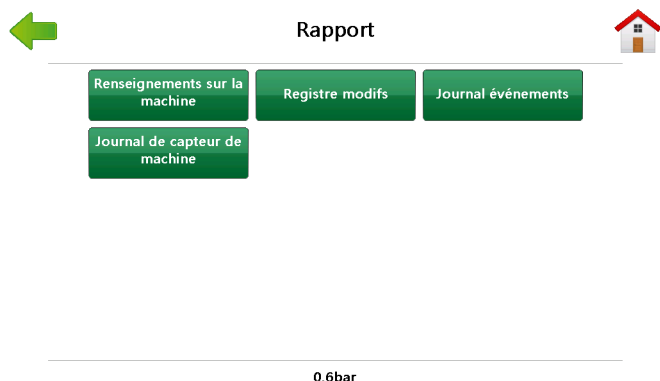 Rapport
Renseignements sur la
machine
Registre modifs
Journal événements
Journal de capteur de
machine
0.6bar